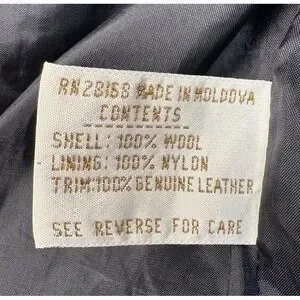 RN 28158 MADE IN MOLDOVA
CONTENTS
SHELL: 100% WOOL
LINING: 100% NYLON
TRIM: 100% GENUINE LEATHER
SEE REVERSE FOR CARE